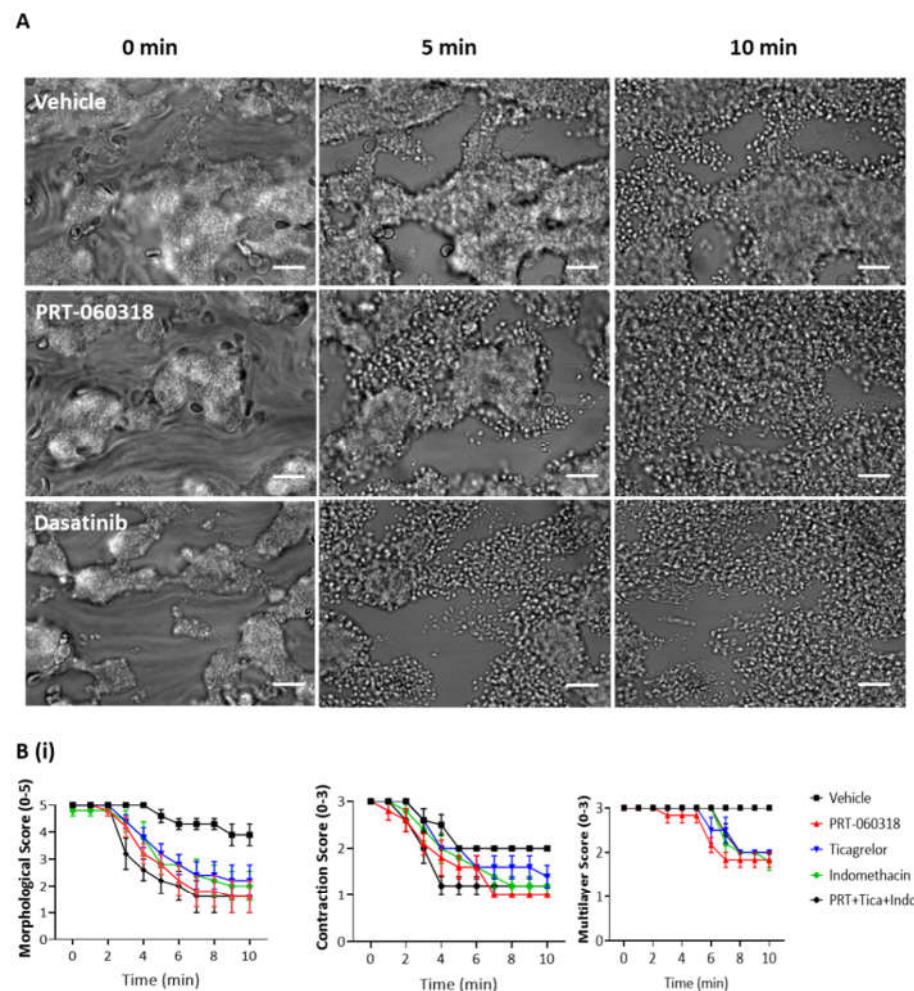 A
0 min 5 min 10 min
Vehicle
PRT-060318
Dasatinib
B (i)
Morphological Score (0-5)
5
4
3
2
1
0
0 2 4 6 8 10
Time (min)
Contraction Score (0-3)
3
2
1
0
0 2 4 6 8 10
Time (min)
Multilayer Score (0-3)
3
2
1
0
0 2 4 6 8 10
Time (min)
Vehicle
PRT-060318
Ticagrelor
Indomethacin
PRT+Tica+Indo